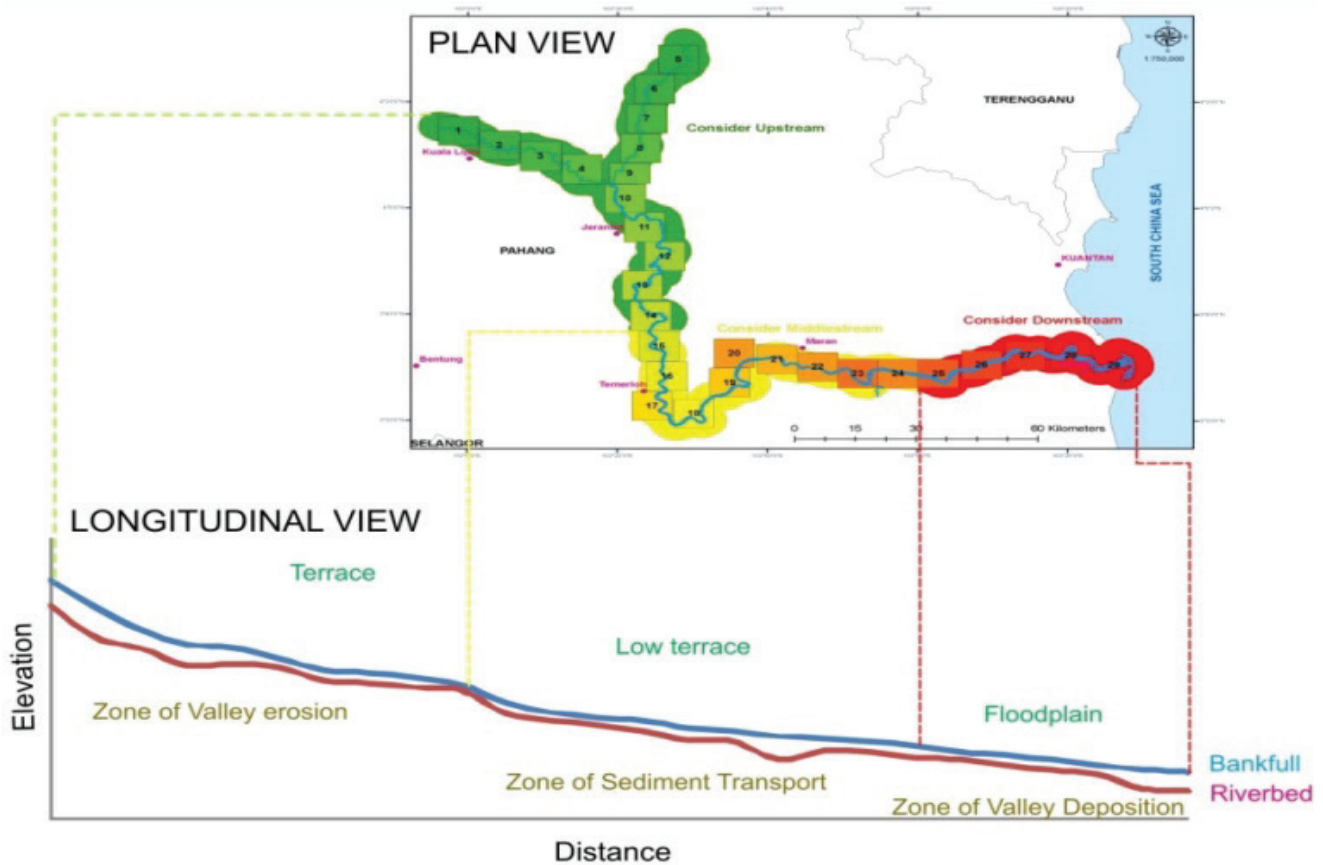 PLAN VIEW
1:750,000
TERENGGANU
Consider Upstream
5
6
7
8
9
10
1
2
3
4
Kuala Lipis
11
Jerantut
12
13
14
PAHANG
KUANTAN
SOUTH CHINA SEA
Consider Middlestream
Consider Downstream
Maran
15
16
17
18
19
20
21
22
23
24
25
26
27
28
29
Bentung
Temerloh
SELANGOR
0 15 30 60 Kilometers
LONGITUDINAL VIEW
Terrace
Low terrace
Floodplain
Elevation
Zone of Valley erosion
Zone of Sediment Transport
Zone of Valley Deposition
Bankfull
Riverbed
Distance